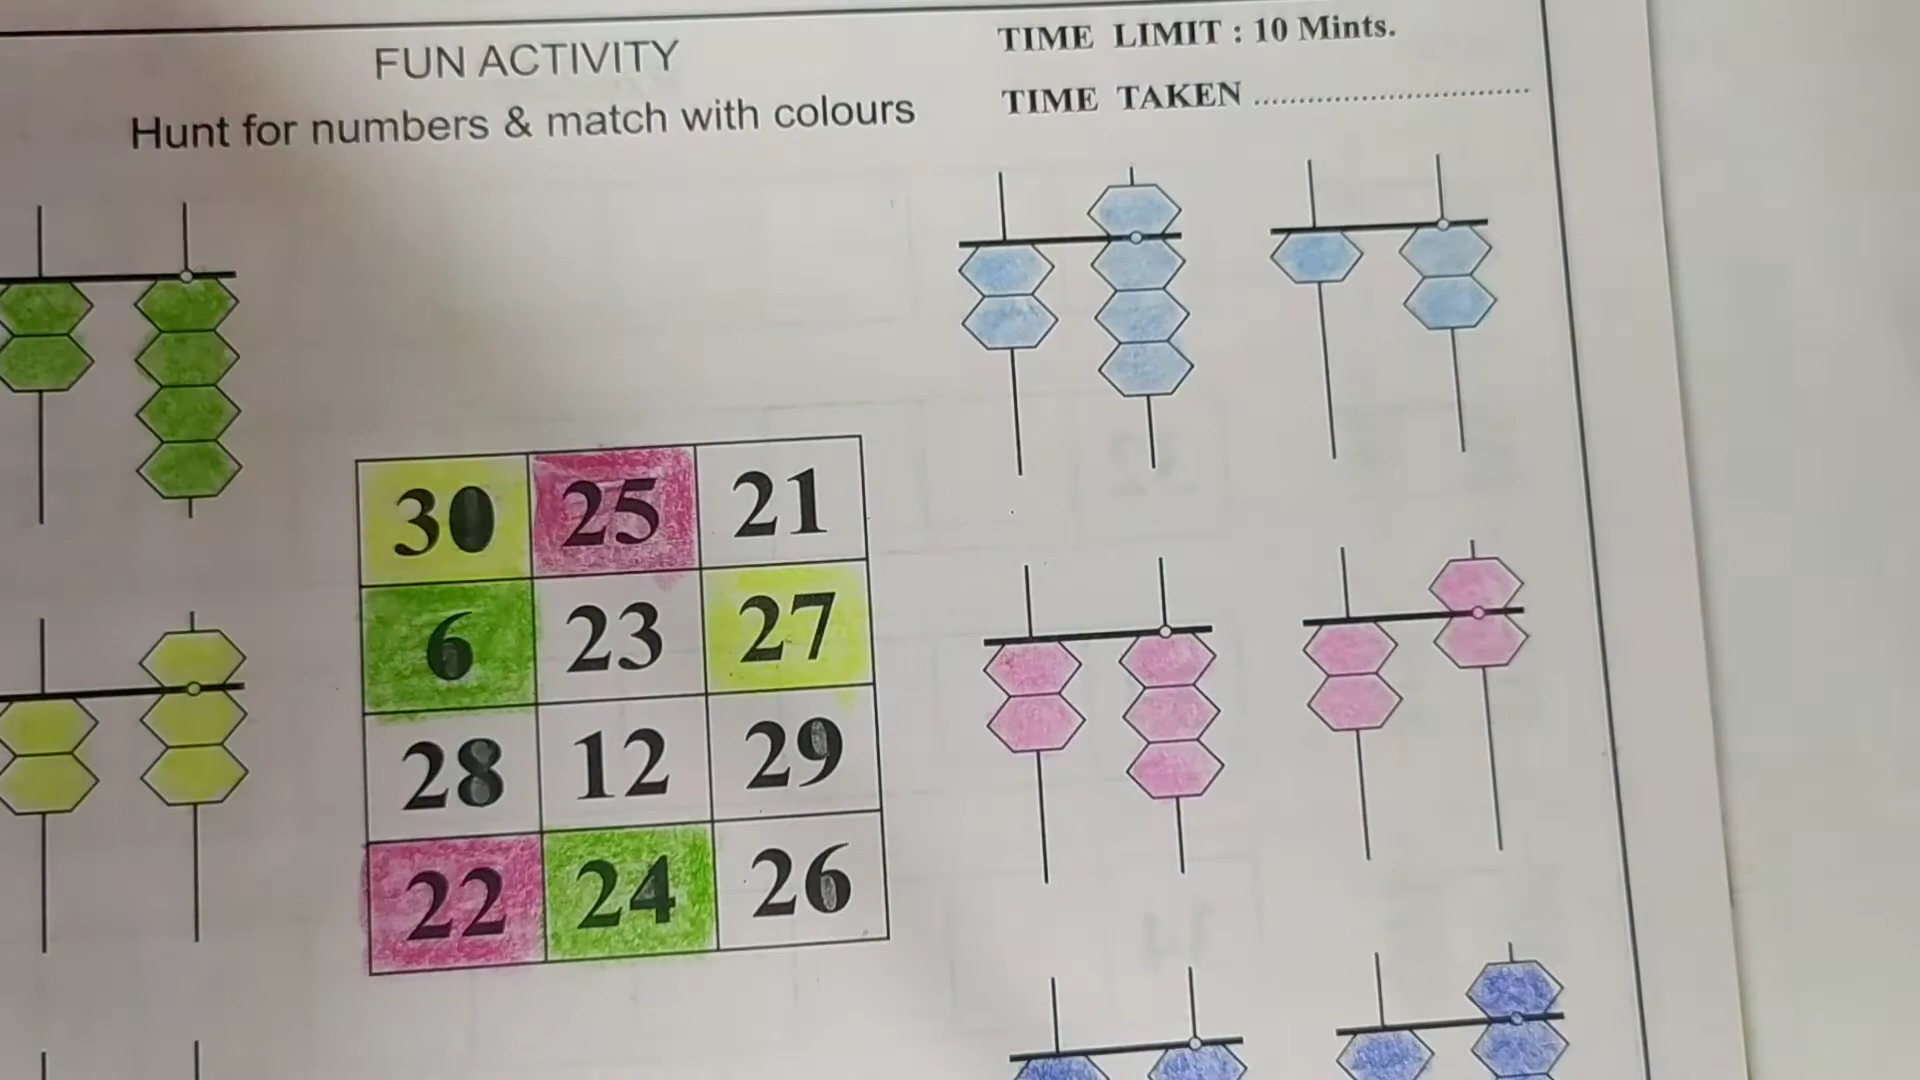 FUN ACTIVITY
Hunt for numbers & match with colours
TIME LIMIT : 10 Mints.
TIME TAKEN ..............................
30 25 21
6 23 27
28 12 29
22 24 26